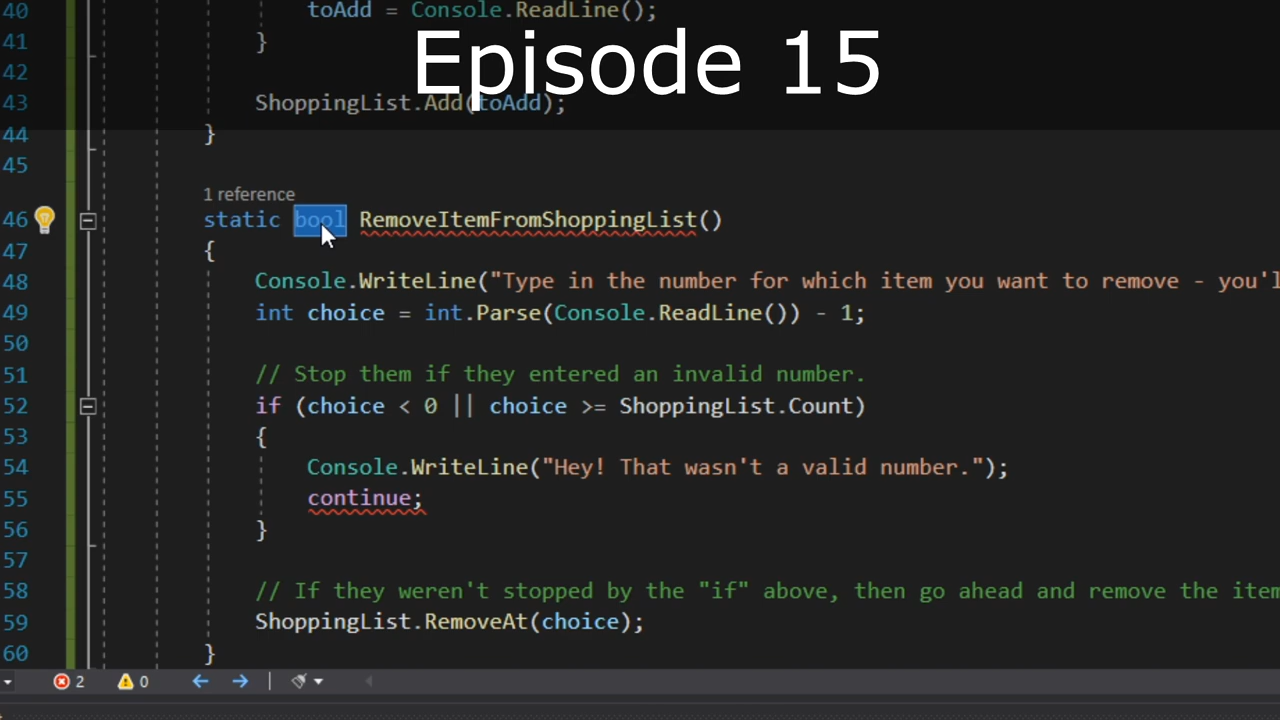 Episode 15
40 toAdd = Console.ReadLine();
41 }
42
43 ShoppingList.Add(toAdd);
44 }
45
1 reference
46 static bool RemoveItemFromShoppingList()
47 {
48 Console.WriteLine("Type in the number for which item you want to remove - you'l
49 int choice = int.Parse(Console.ReadLine()) - 1;
50
51 // Stop them if they entered an invalid number.
52 if (choice < 0 || choice >= ShoppingList.Count)
53 {
54 Console.WriteLine("Hey! That wasn't a valid number.");
55 continue;
56 }
57
58 // If they weren't stopped by the "if" above, then go ahead and remove the item
59 ShoppingList.RemoveAt(choice);
60 }
2 0